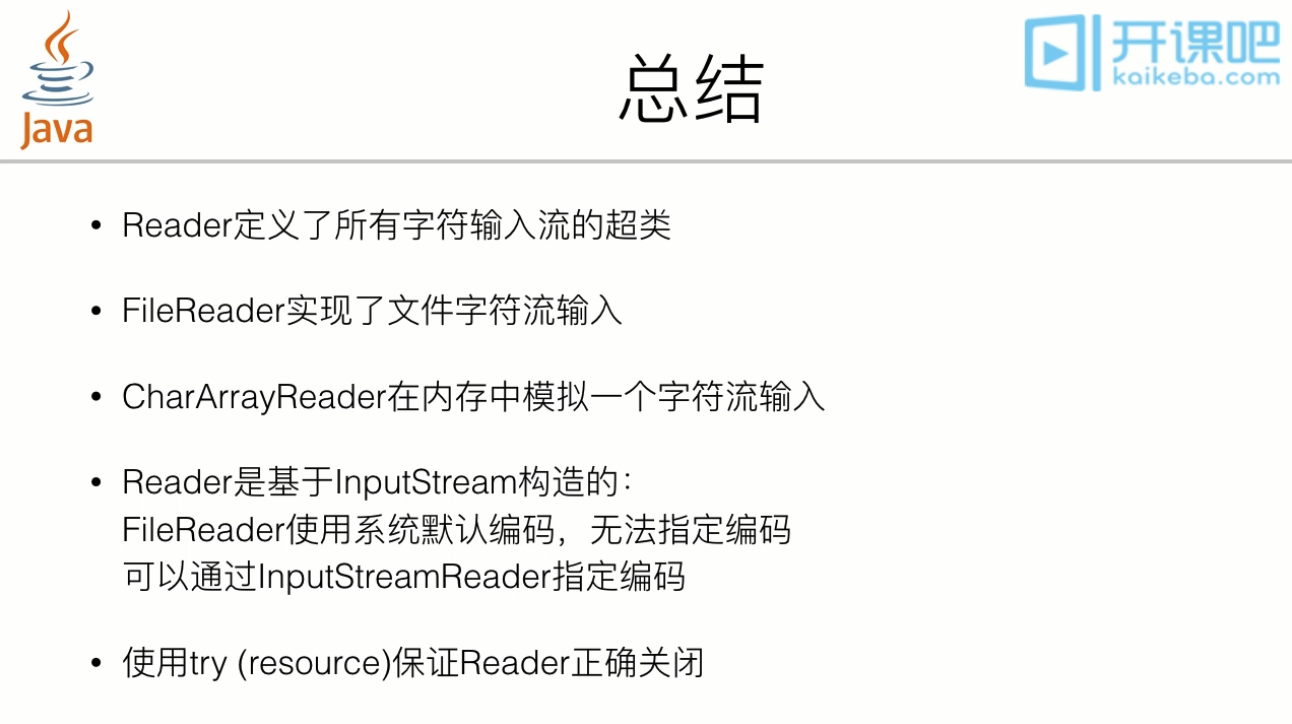 Java
开课吧
kaikeba.com
总结
• Reader定义了所有字符输入流的超类
• FileReader实现了文件字符流输入
• CharArrayReader在内存中模拟一个字符流输入
• Reader是基于InputStream构造的：
FileReader使用系统默认编码，无法指定编码
可以通过InputStreamReader指定编码
• 使用try (resource)保证Reader正确关闭